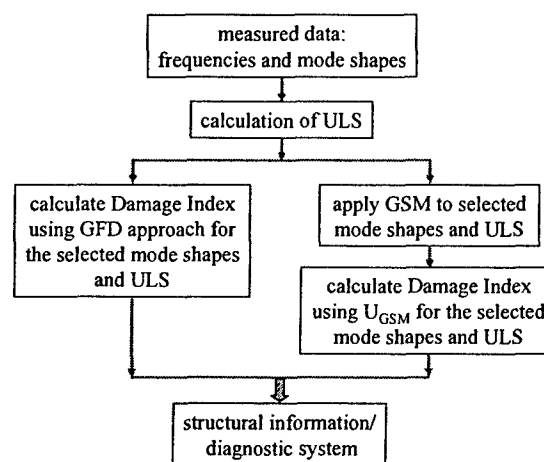 measured data:
frequencies and mode shapes
calculation of ULS
calculate Damage Index
using GFD approach for
the selected mode shapes
and ULS
apply GSM to selected
mode shapes and ULS
calculate Damage Index
using U_GSM for the selected
mode shapes and ULS
structural information/
diagnostic system